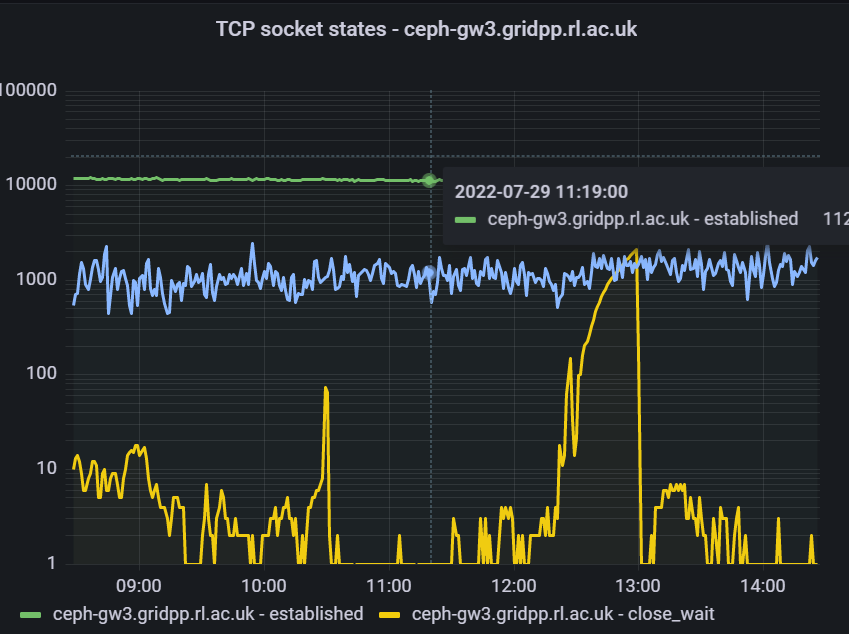 TCP socket states - ceph-gw3.gridpp.rl.ac.uk
100000
10000
1000
100
10
1
2022-07-29 11:19:00
ceph-gw3.gridpp.rl.ac.uk - established 112
09:00 10:00 11:00 12:00 13:00 14:00
ceph-gw3.gridpp.rl.ac.uk - established ceph-gw3.gridpp.rl.ac.uk - close_wait